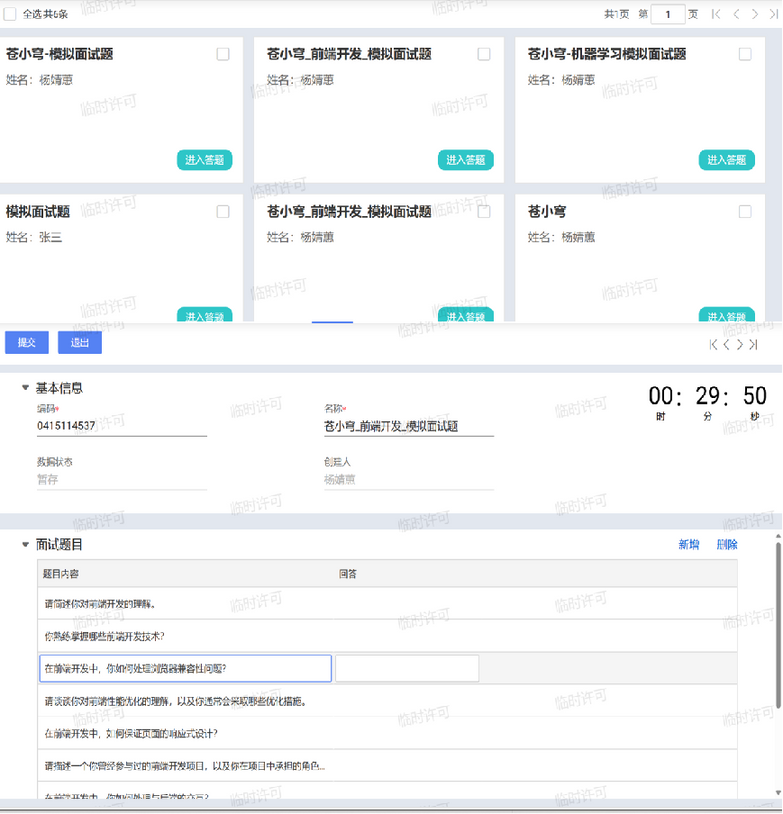 全选共6条 共1页 第 1 页
苍小穹-模拟面试题
苍小穹_前端开发_模拟面试题
苍小穹-机器学习模拟面试题
姓名：杨婧蕙
姓名：杨婧蕙
姓名：杨婧蕙
进入答题
进入答题
进入答题
模拟面试题
苍小穹_前端开发_模拟面试题
苍小穹
姓名：张三
姓名：杨婧蕙
姓名：杨婧蕙
进入答题
进入答题
进入答题
提交 退出
基本信息
00: 29: 50
时 分 秒
编码*
名称*
0415114537
苍小穹_前端开发_模拟面试题
数据状态
创建人
暂存
杨婧蕙
面试题目
新增 删除
题目内容 回答
请简述你对前端开发的理解。
你熟练掌握哪些前端开发技术？
在前端开发中，你如何处理浏览器兼容性问题？
请谈谈你对前端性能优化的理解，以及你通常会采取哪些优化措施。
在前端开发中，如何保证页面的响应式设计？
请描述一个你曾经参与过的前端开发项目，以及你在项目中承担的角色...
在前端开发中，你如何处理与后端的交互？
临时许可